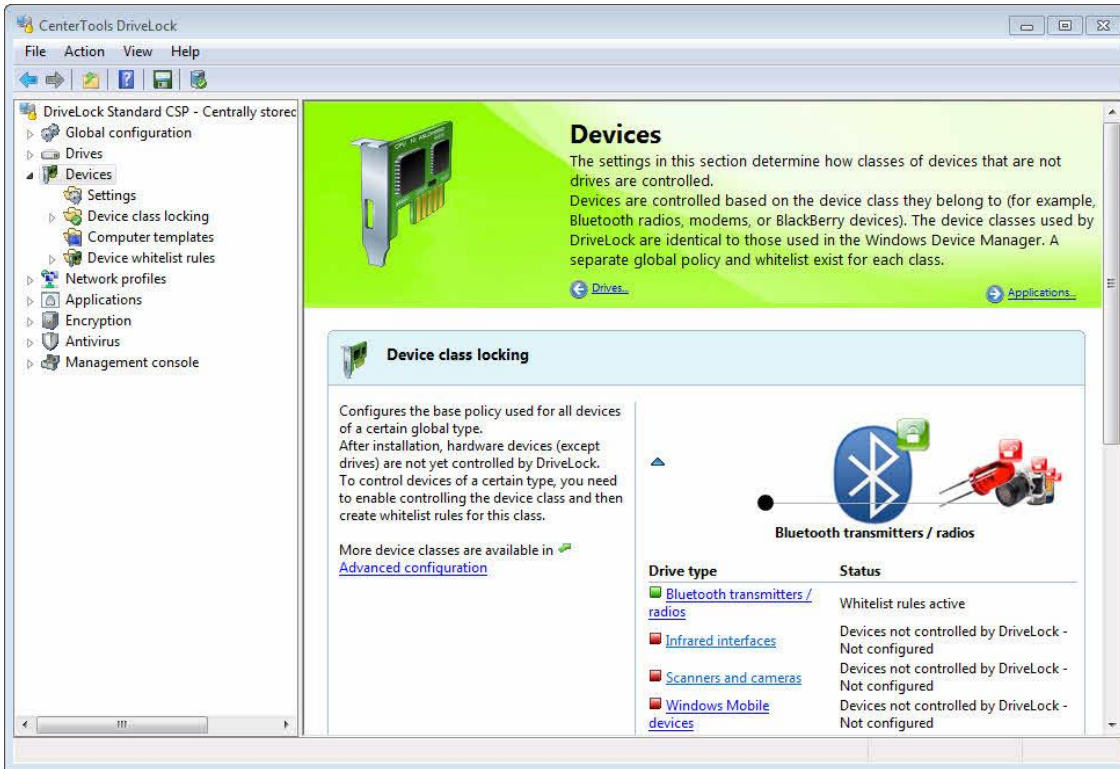 CenterTools DriveLock
File Action View Help
DriveLock Standard CSP - Centrally storec
Global configuration
Drives
Devices
Settings
Device class locking
Computer templates
Device whitelist rules
Network profiles
Applications
Encryption
Antivirus
Management console
Devices
The settings in this section determine how classes of devices that are not
drives are controlled.
Devices are controlled based on the device class they belong to (for example,
Bluetooth radios, modems, or BlackBerry devices). The device classes used by
DriveLock are identical to those used in the Windows Device Manager. A
separate global policy and whitelist exist for each class.
Drives...
Applications...
Device class locking
Configures the base policy used for all devices
of a certain global type.
After installation, hardware devices (except
drives) are not yet controlled by DriveLock.
To control devices of a certain type, you need
to enable controlling the device class and then
create whitelist rules for this class.
More device classes are available in
Advanced configuration
Bluetooth transmitters / radios
Drive type Status
Bluetooth transmitters /
radios
Whitelist rules active
Infrared interfaces
Devices not controlled by DriveLock -
Not configured
Scanners and cameras
Devices not controlled by DriveLock -
Not configured
Windows Mobile
devices
Devices not controlled by DriveLock -
Not configured